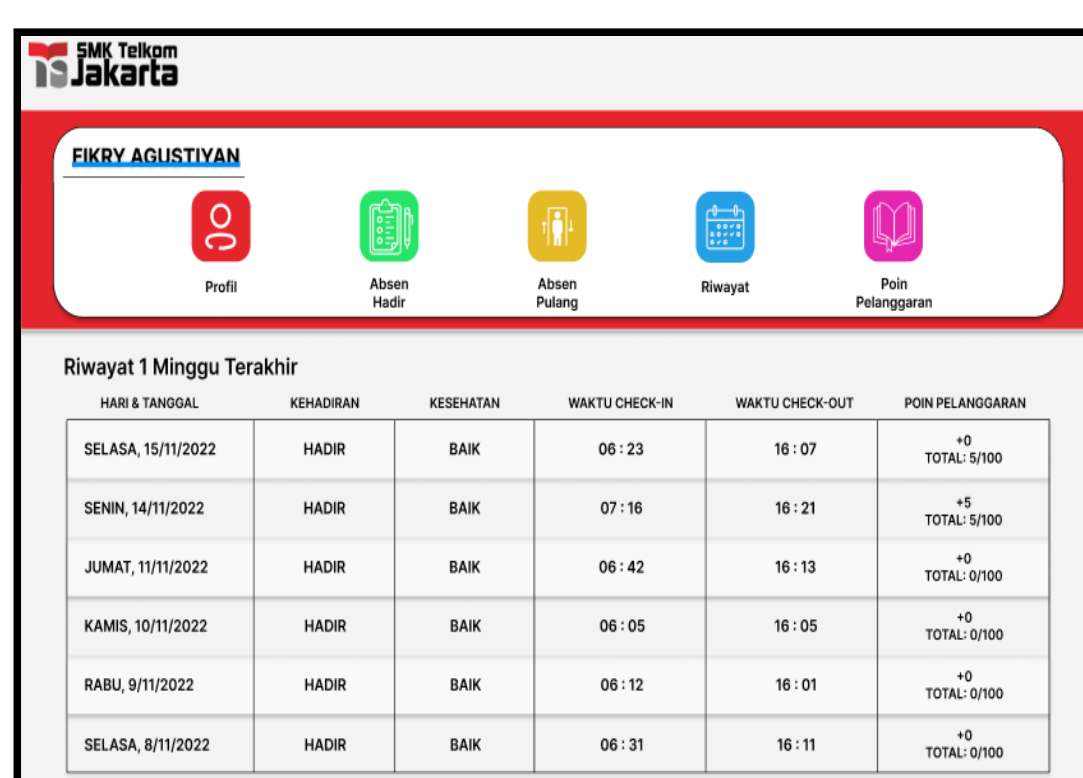 SMK Telkom
Jakarta
FIKRY AGUSTIYAN
Profil
Absen
Hadir
Absen
Pulang
Riwayat
Poin
Pelanggaran
Riwayat 1 Minggu Terakhir
HARI & TANGGAL KEHADIRAN KESEHATAN WAKTU CHECK-IN WAKTU CHECK-OUT POIN PELANGGARAN
SELASA, 15/11/2022 HADIR BAIK 06 : 23 16 : 07 +0
TOTAL: 5/100
SENIN, 14/11/2022 HADIR BAIK 07 : 16 16 : 21 +5
TOTAL: 5/100
JUMAT, 11/11/2022 HADIR BAIK 06 : 42 16 : 13 +0
TOTAL: 0/100
KAMIS, 10/11/2022 HADIR BAIK 06 : 05 16 : 05 +0
TOTAL: 0/100
RABU, 9/11/2022 HADIR BAIK 06 : 12 16 : 01 +0
TOTAL: 0/100
SELASA, 8/11/2022 HADIR BAIK 06 : 31 16 : 11 +0
TOTAL: 0/100